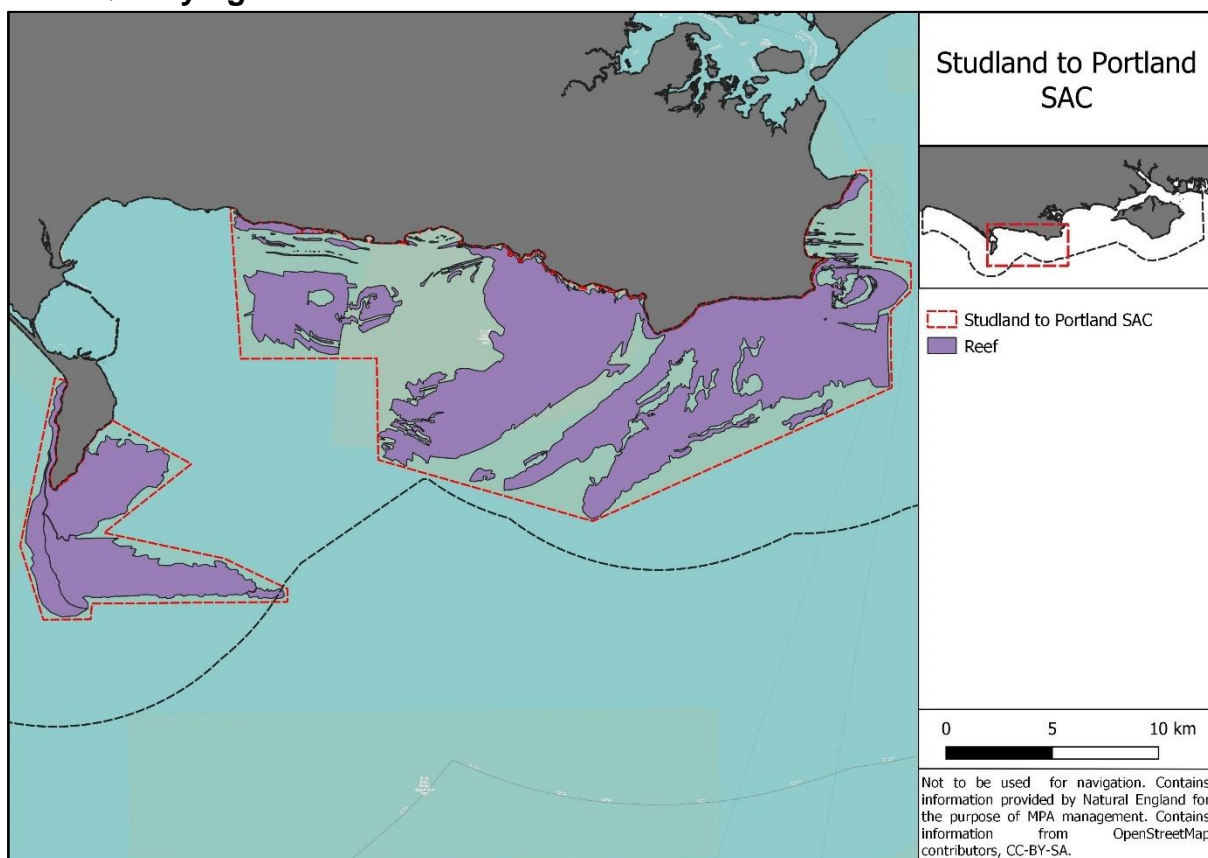 Studland to Portland
SAC
Studland to Portland SAC
Reef
0 5 10 km
Not to be used for navigation. Contains
information provided by Natural England for
the purpose of MPA management. Contains
information from OpenStreetMap
contributors, CC-BY-SA.